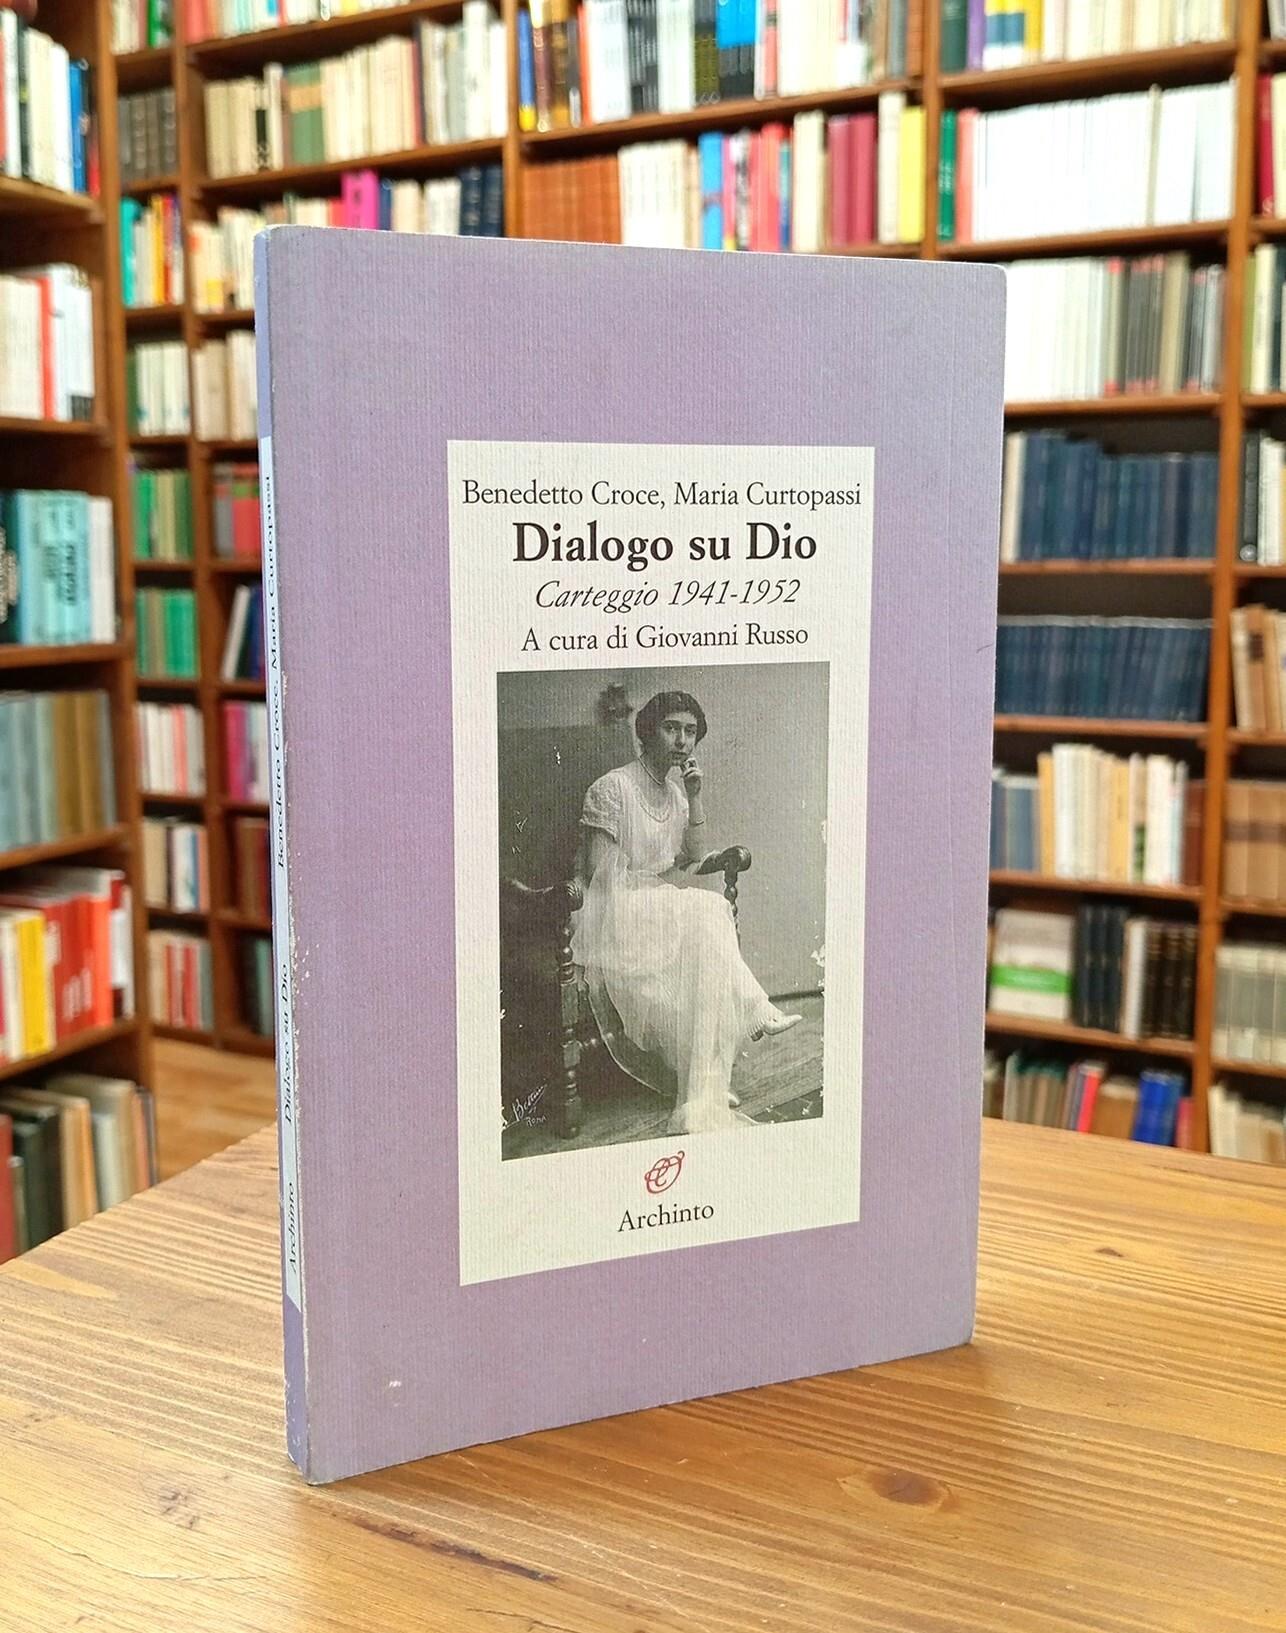 Benedetto Croce, Maria Curtopassi
Dialogo su Dio
Carteggio 1941-1952
A cura di Giovanni Russo
Roma
Archinto
Archinto Dialogo su Dio Benedetto Croce, Maria Curtopassi